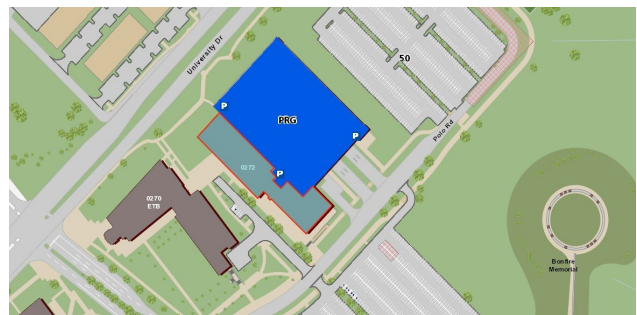 University Dr
50
P
PRG
Polo Rd
P
0272
P
0270
ETB
Bonfire
Memorial